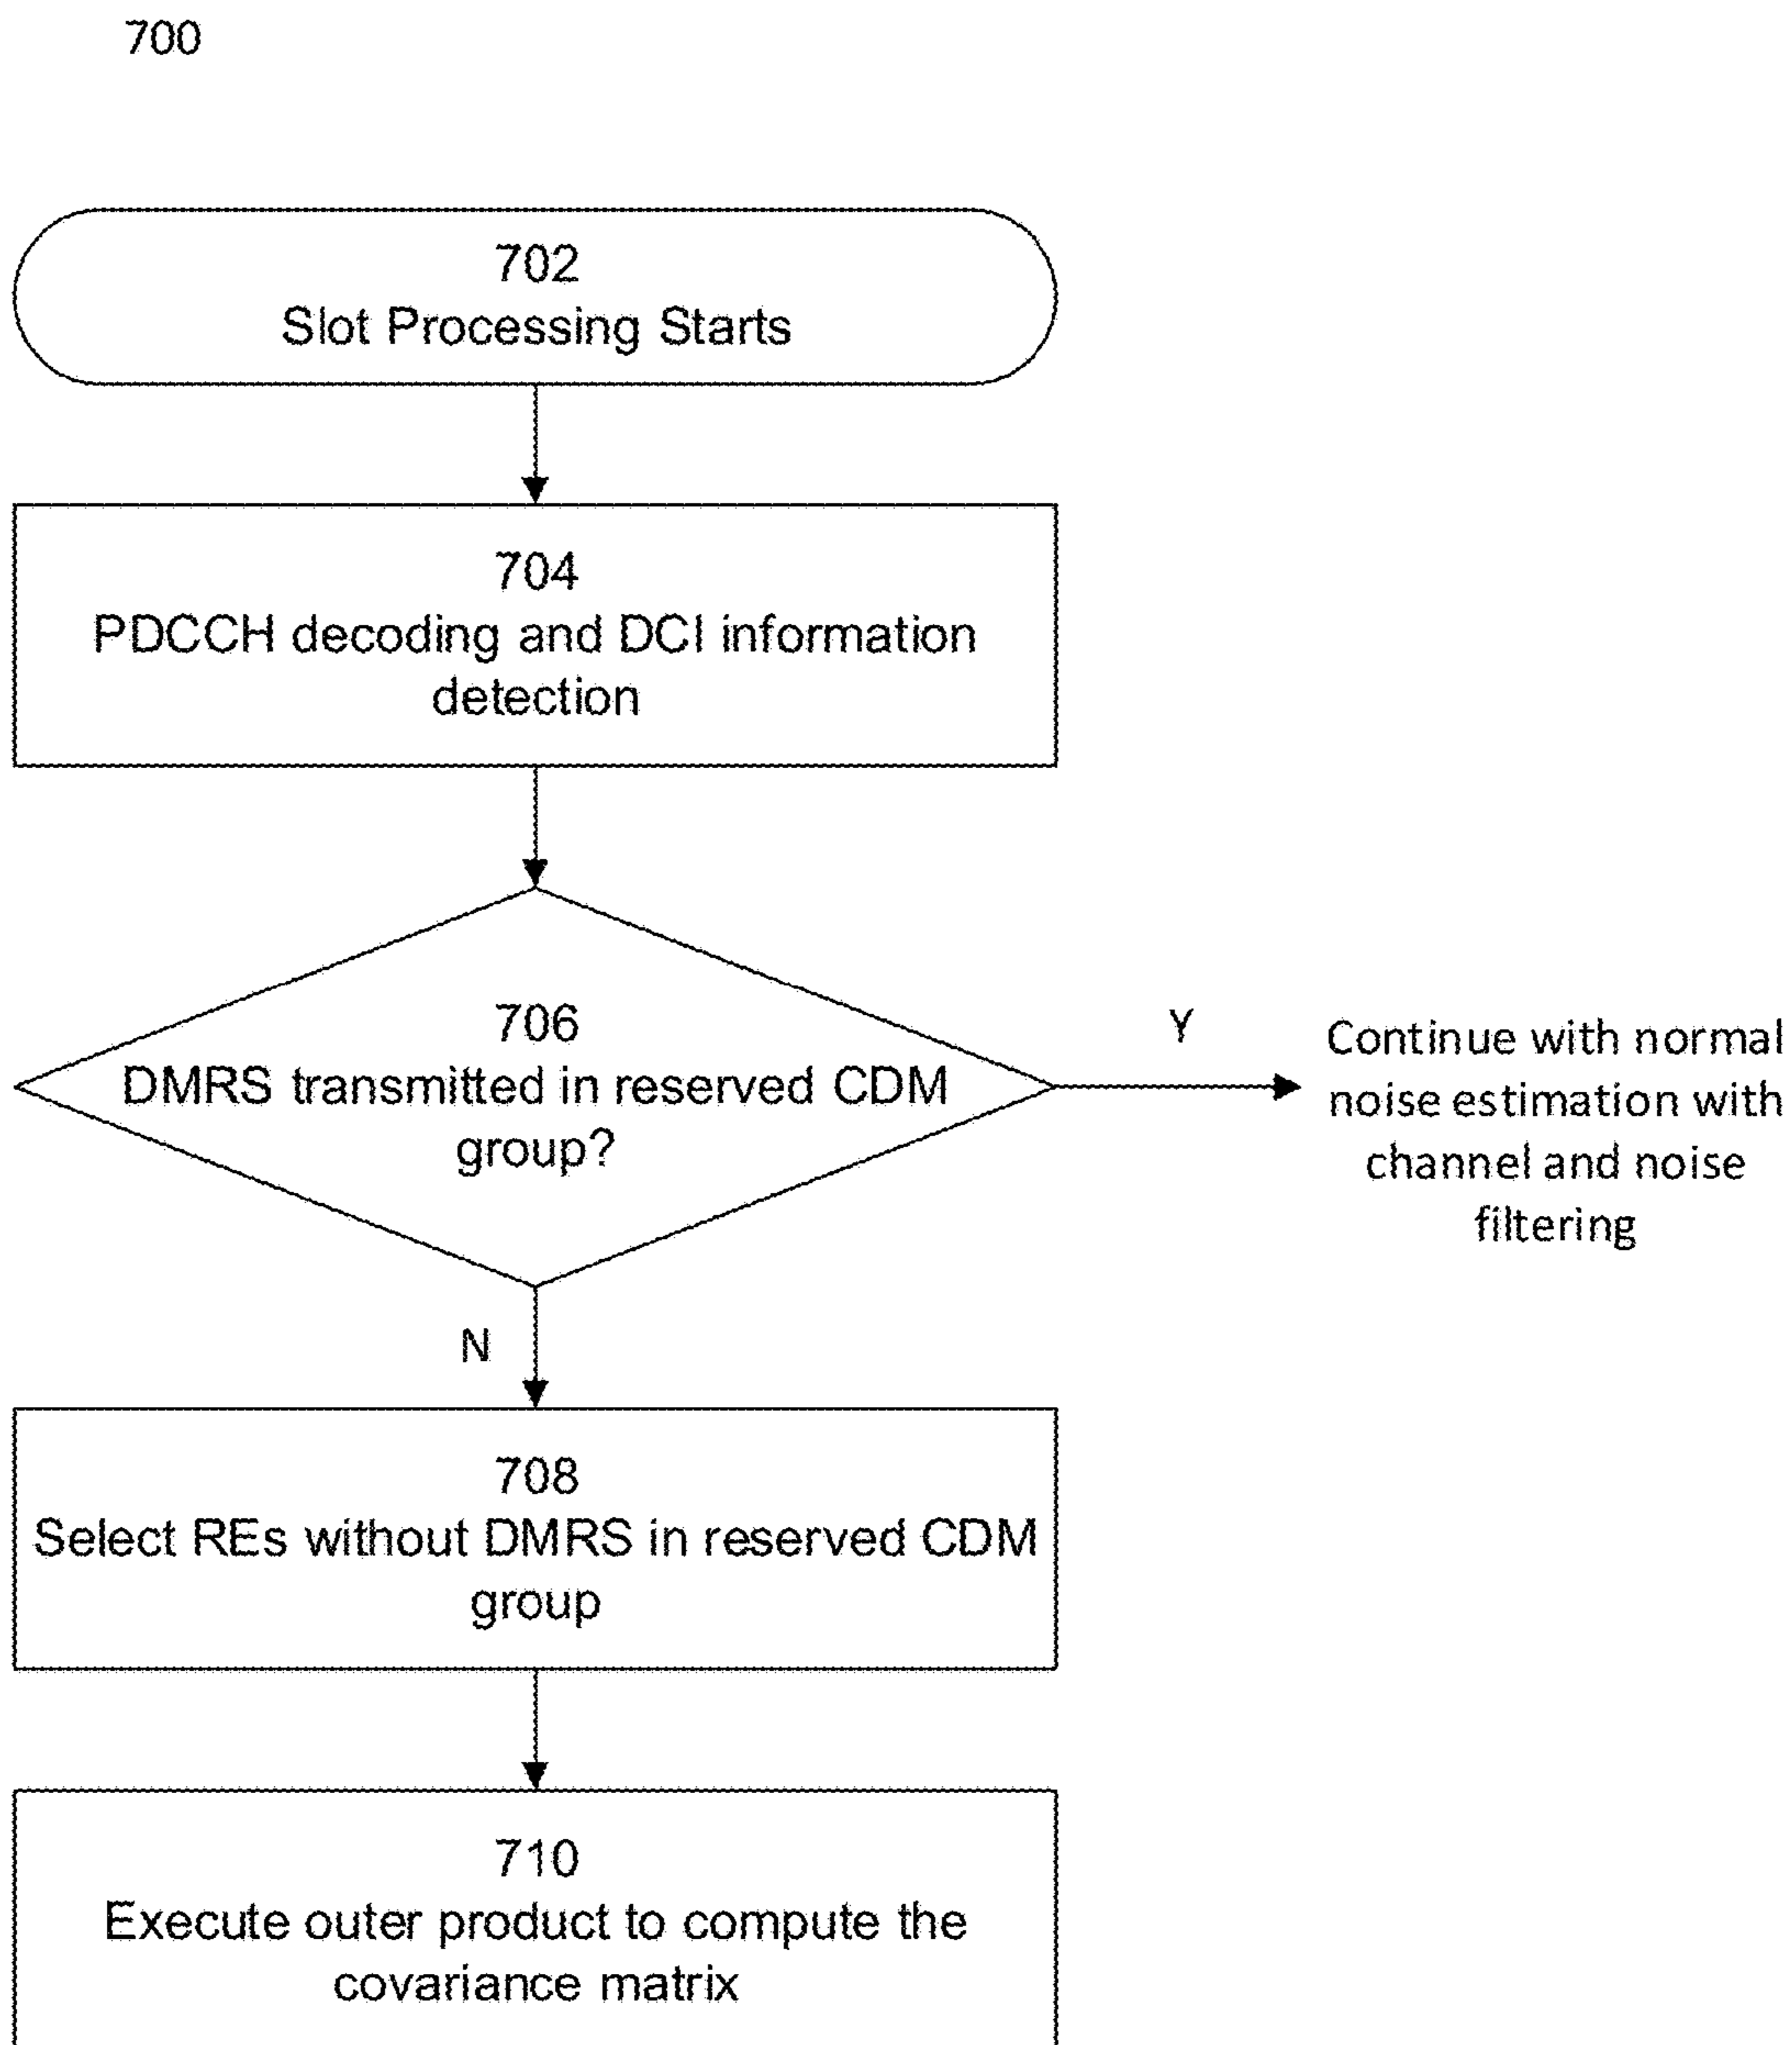 700
702
Slot Processing Starts
704
PDCCH decoding and DCI information
detection
706
DMRS transmitted in reserved CDM
group?
Y
Continue with normal
noise estimation with
channel and noise
filtering
N
708
Select REs without DMRS in reserved CDM
group
710
Execute outer product to compute the
covariance matrix